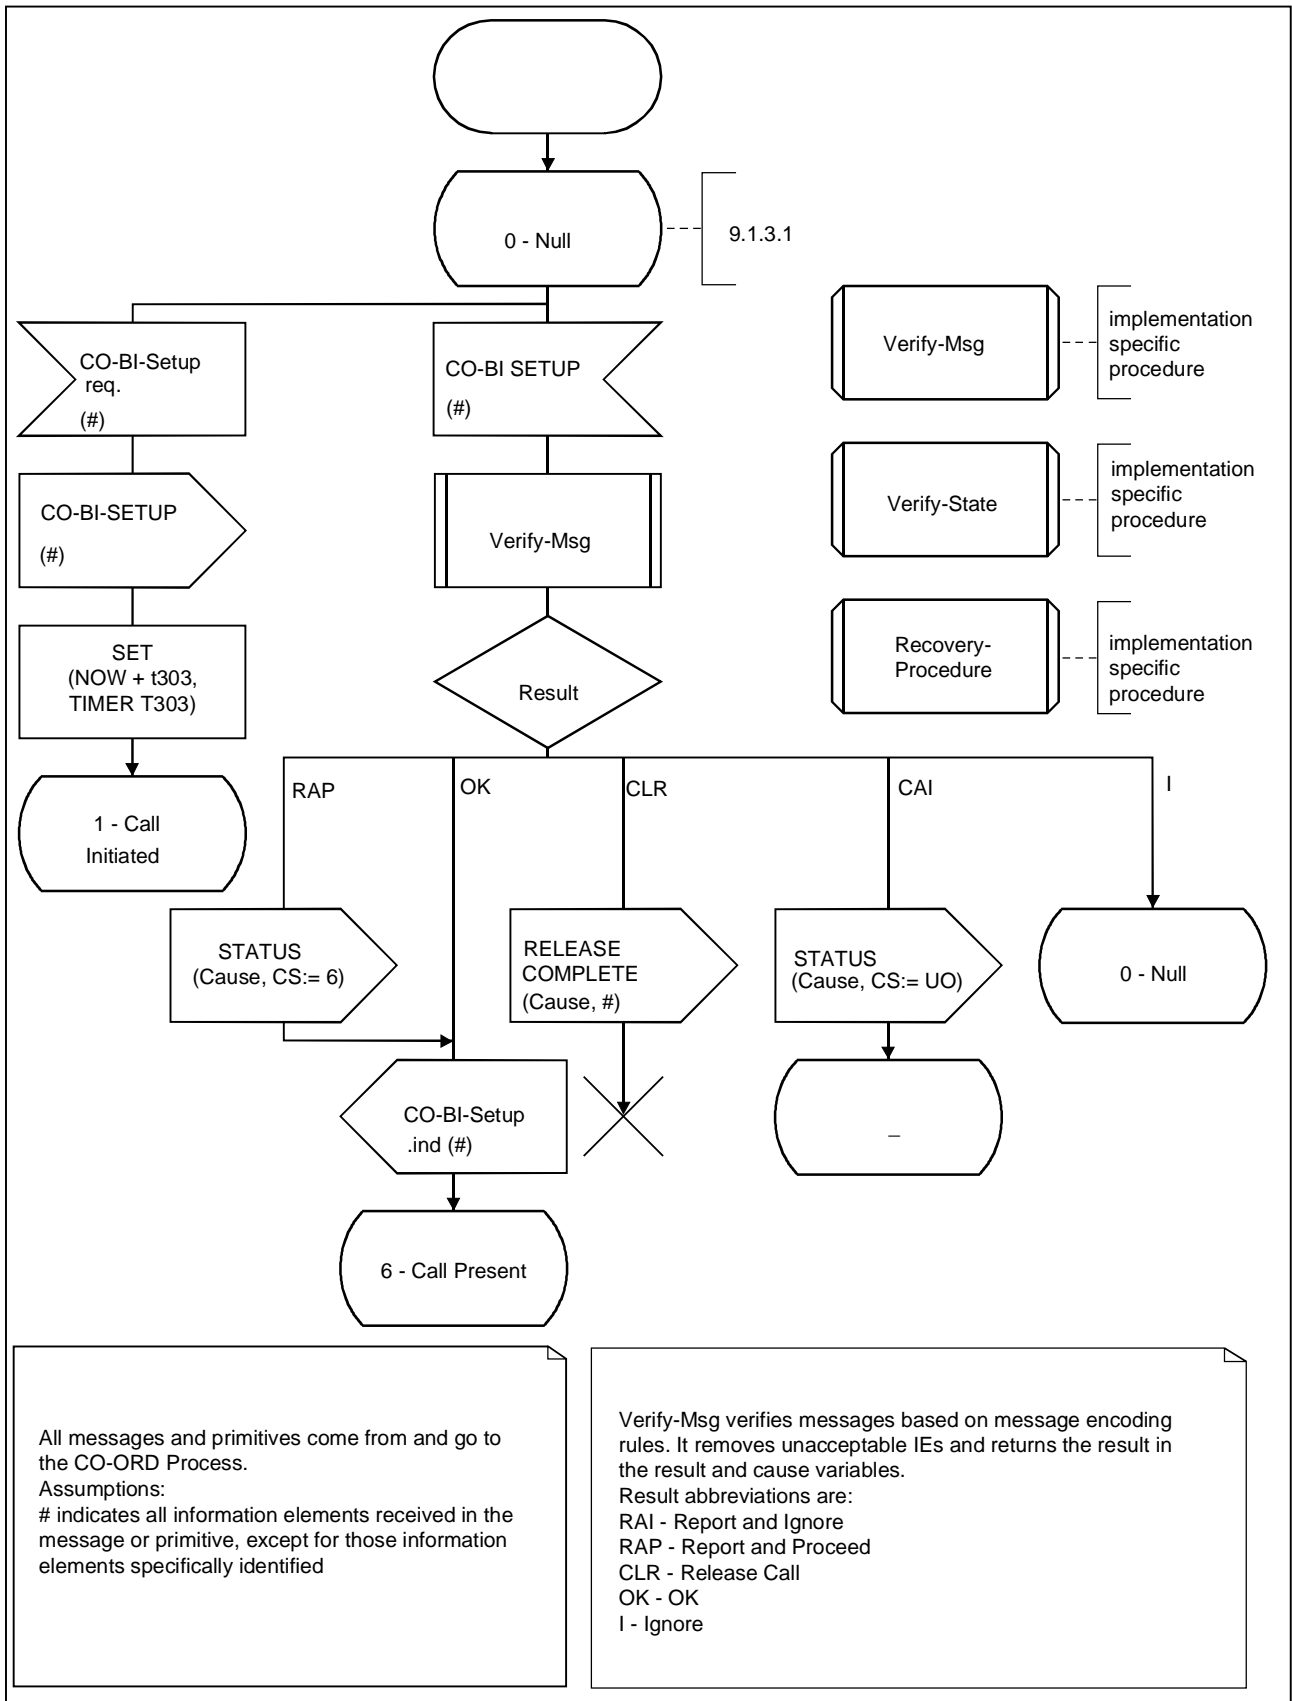 0 - Null
9.1.3.1
CO-BI-Setup
req.
(#)
CO-BI SETUP
(#)
Verify-Msg
implementation
specific
procedure
CO-BI-SETUP
(#)
Verify-Msg
Verify-State
implementation
specific
procedure
SET
(NOW + t303,
TIMER T303)
Result
Recovery-
Procedure
implementation
specific
procedure
RAP
OK
CLR
CAI
I
1 - Call
Initiated
STATUS
(Cause, CS:= 6)
RELEASE
COMPLETE
(Cause, #)
STATUS
(Cause, CS:= UO)
0 - Null
CO-BI-Setup
.ind (#)
_
6 - Call Present
All messages and primitives come from and go to
the CO-ORD Process.
Assumptions:
# indicates all information elements received in the
message or primitive, except for those information
elements specifically identified
Verify-Msg verifies messages based on message encoding
rules. It removes unacceptable IEs and returns the result in
the result and cause variables.
Result abbreviations are:
RAI - Report and Ignore
RAP - Report and Proceed
CLR - Release Call
OK - OK
I - Ignore